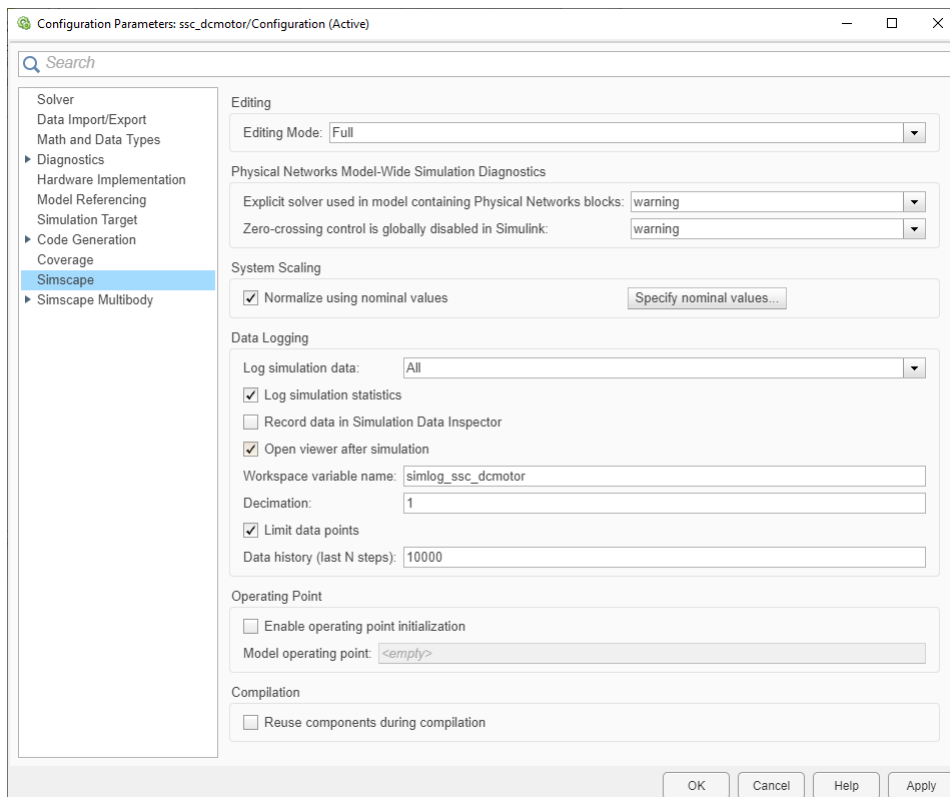 Configuration Parameters: ssc_dcmotor/Configuration (Active)
Search
Solver
Data Import/Export
Math and Data Types
Diagnostics
Hardware Implementation
Model Referencing
Simulation Target
Code Generation
Coverage
Simscape
Simscape Multibody
Editing
Editing Mode: Full
Physical Networks Model-Wide Simulation Diagnostics
Explicit solver used in model containing Physical Networks blocks: warning
Zero-crossing control is globally disabled in Simulink: warning
System Scaling
Normalize using nominal values Specify nominal values...
Data Logging
Log simulation data: All
Log simulation statistics
Record data in Simulation Data Inspector
Open viewer after simulation
Workspace variable name: simlog_ssc_dcmotor
Decimation: 1
Limit data points
Data history (last N steps): 10000
Operating Point
Enable operating point initialization
Model operating point: <empty>
Compilation
Reuse components during compilation
OK Cancel Help Apply